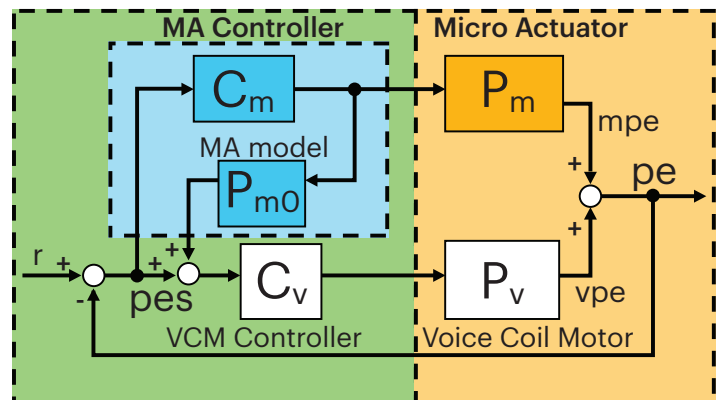 MA Controller
Micro Actuator
Cm
Pm
MA model
mpe
Pm0
+
pe
r
+
+
+
+
-
pes
Cv
Pv
vpe
VCM Controller
Voice Coil Motor